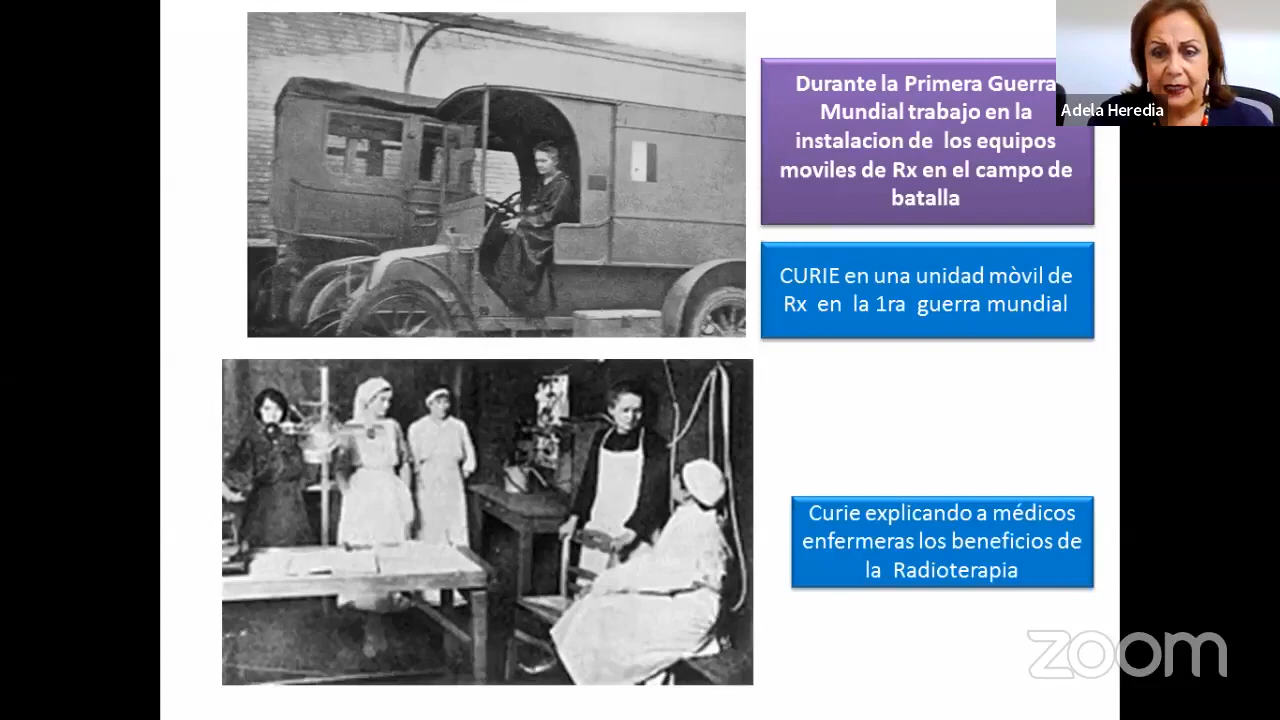 Durante la Primera Guerra
Mundial trabajo en la
instalacion de los equipos
moviles de Rx en el campo de
batalla
Adela Heredia
CURIE en una unidad mòvil de
Rx en la 1ra guerra mundial
Curie explicando a médicos
enfermeras los beneficios de
la Radioterapia
zoom